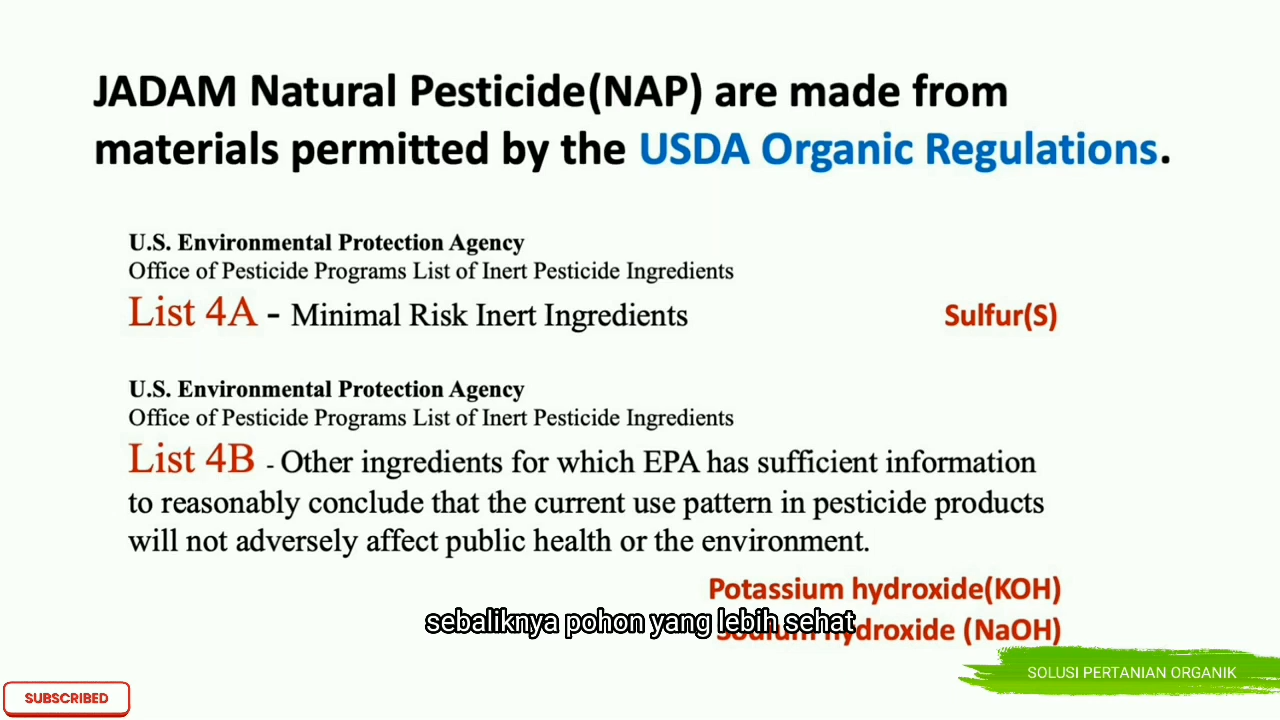 JADAM Natural Pesticide(NAP) are made from
materials permitted by the USDA Organic Regulations.
U.S. Environmental Protection Agency
Office of Pesticide Programs List of Inert Pesticide Ingredients
List 4A - Minimal Risk Inert Ingredients
Sulfur(S)
U.S. Environmental Protection Agency
Office of Pesticide Programs List of Inert Pesticide Ingredients
List 4B - Other ingredients for which EPA has sufficient information
to reasonably conclude that the current use pattern in pesticide products
will not adversely affect public health or the environment.
Potassium hydroxide(KOH)
sebaliknya pohon yang lebih sehat
Sodium hydroxide (NaOH)
SOLUSI PERTANIAN ORGANIK
SUBSCRIBED